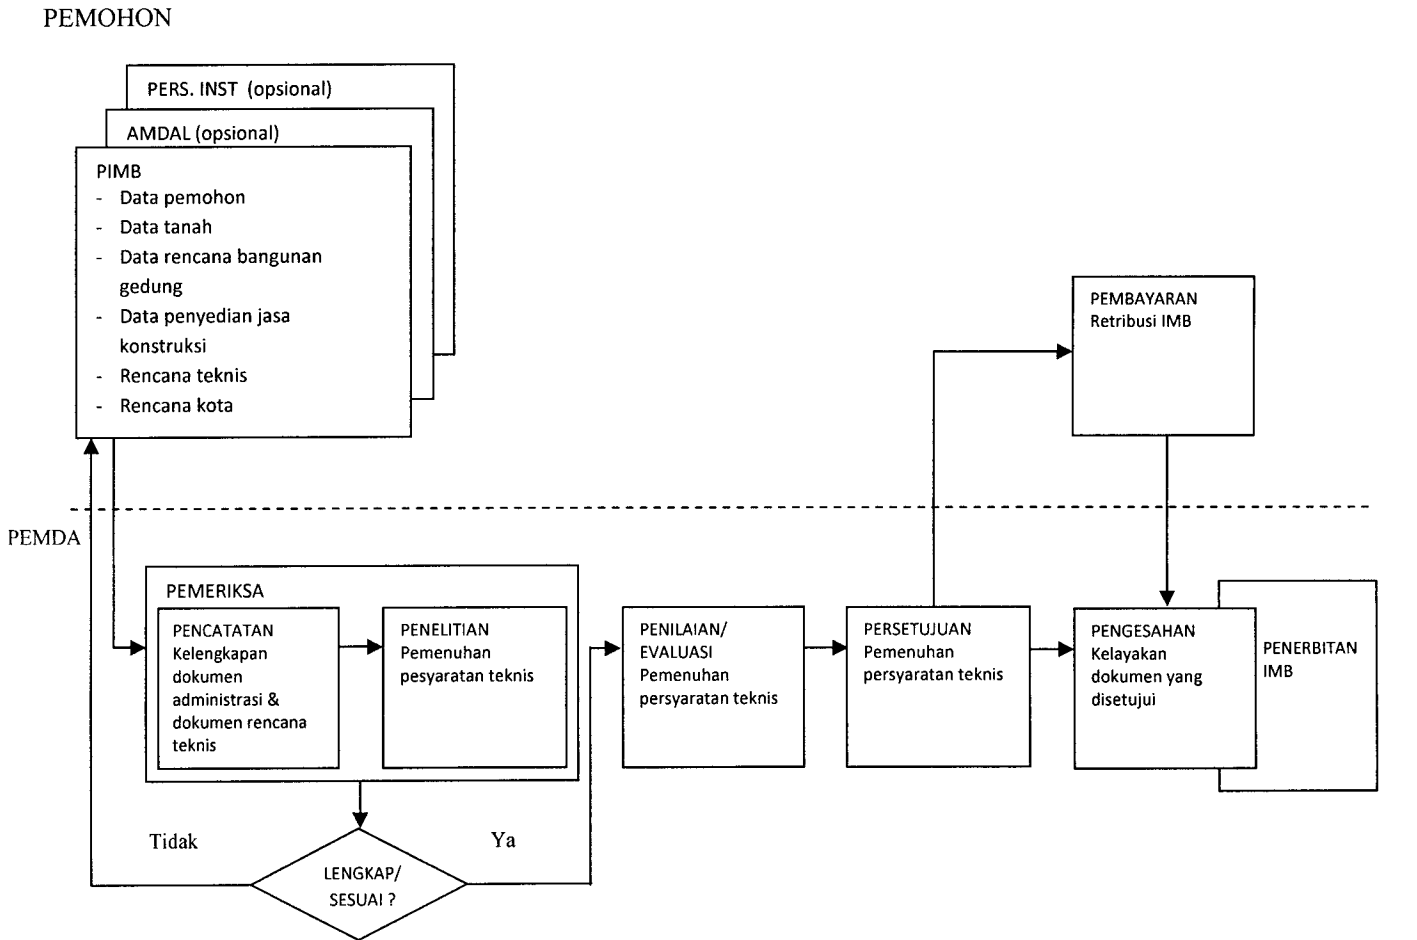 PEMOHON
PERS. INST (opsional)
AMDAL (opsional)
PIMB
- Data pemohon
- Data tanah
- Data rencana bangunan
gedung
- Data penyedian jasa
konstruksi
- Rencana teknis
- Rencana kota
PEMBAYARAN
Retribusi IMB
PEMDA
PEMERIKSA
PENCATATAN
Kelengkapan
dokumen
administrasi &
dokumen rencana
teknis
PENELITIAN
Pemenuhan
pesyaratan teknis
PENILAIAN/
EVALUASI
Pemenuhan
persyaratan teknis
PERSETUJUAN
Pemenuhan
persyaratan teknis
PENGESAHAN
Kelayakan
dokumen yang
disetujui
PENERBITAN
IMB
Tidak
Ya
LENGKAP/
SESUAI ?